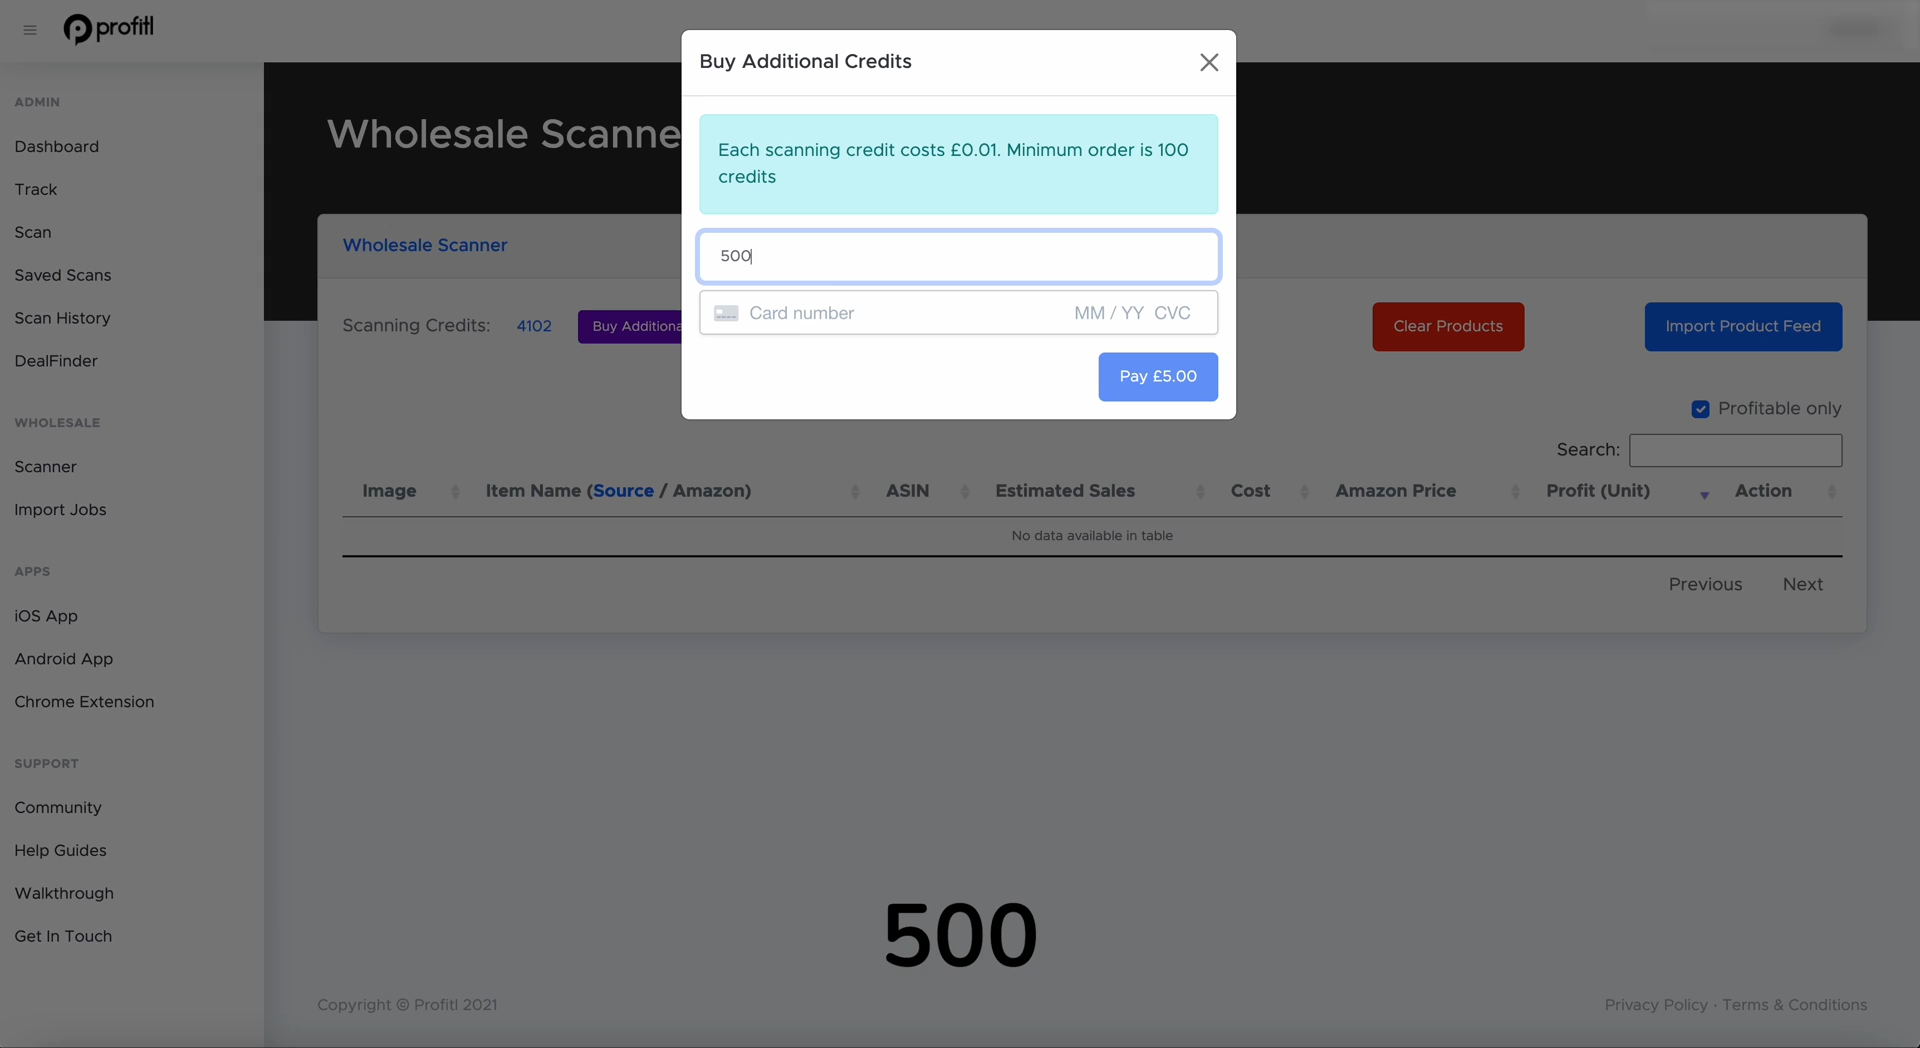 profitl
ADMIN
Dashboard
Track
Scan
Saved Scans
Scan History
DealFinder
WHOLESALE
Scanner
Import Jobs
APPS
iOS App
Android App
Chrome Extension
SUPPORT
Community
Help Guides
Walkthrough
Get In Touch
Wholesale Scanne
Buy Additional Credits
Each scanning credit costs £0.01. Minimum order is 100
credits
500
Card number MM / YY CVC
Pay £5.00
Wholesale Scanner
Scanning Credits: 4102 Buy Additiona
Clear Products Import Product Feed
Profitable only
Search:
Image Item Name (Source / Amazon) ASIN Estimated Sales Cost Amazon Price Profit (Unit) Action
No data available in table
Previous Next
500
Copyright © Profitl 2021
Privacy Policy · Terms & Conditions